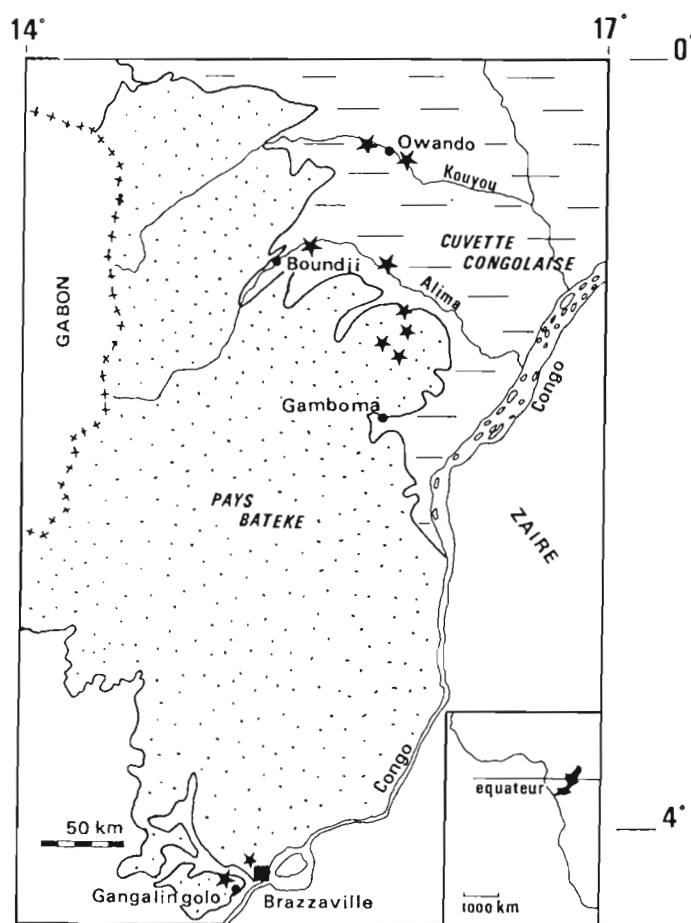 14°
17°
0°
Owando
Kouyou
CUVETTE
CONGOLAISE
Boundji
Alima
GABON
Congo
Gamboma
PAYS
BATEKE
ZAIRE
Congo
equateur
50 km
4°
Gangalingolo
Brazzaville
1000 km